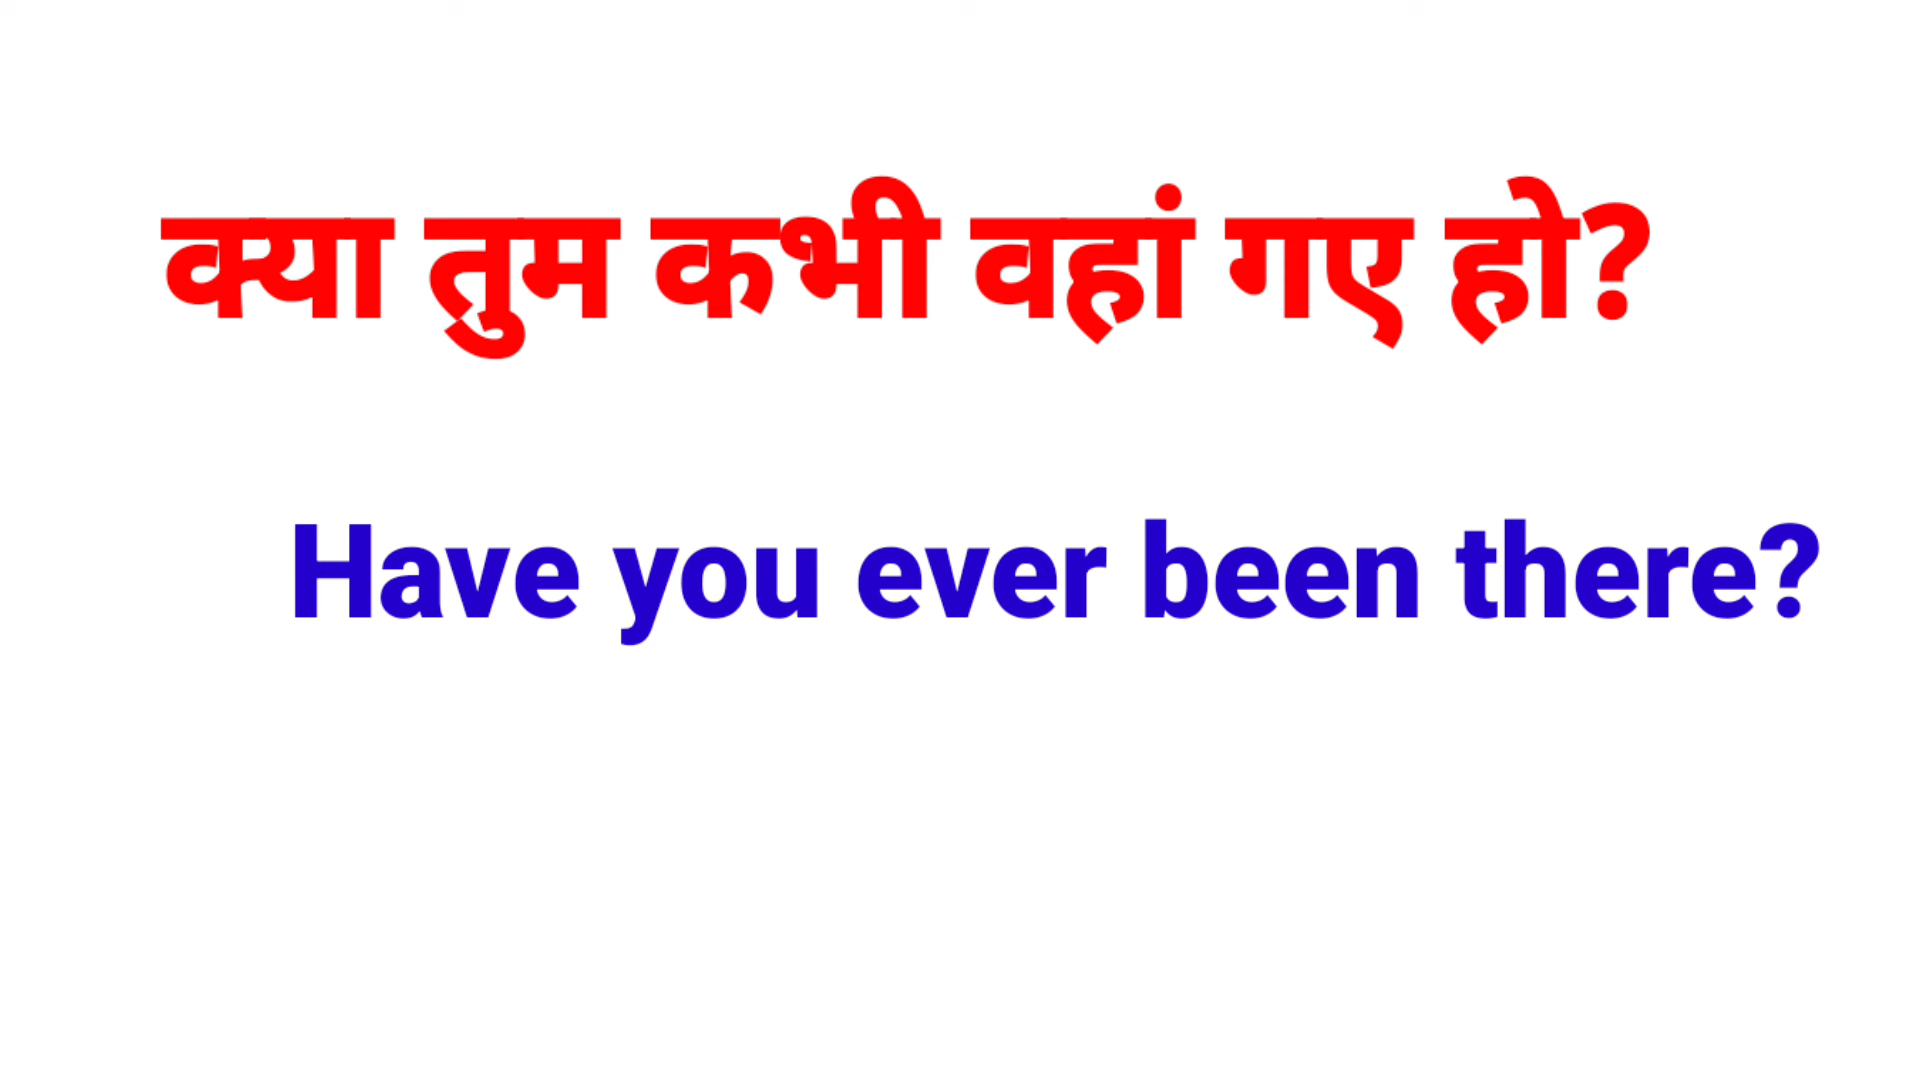 क्या तुम कभी वहां गए हो?
Have you ever been there?